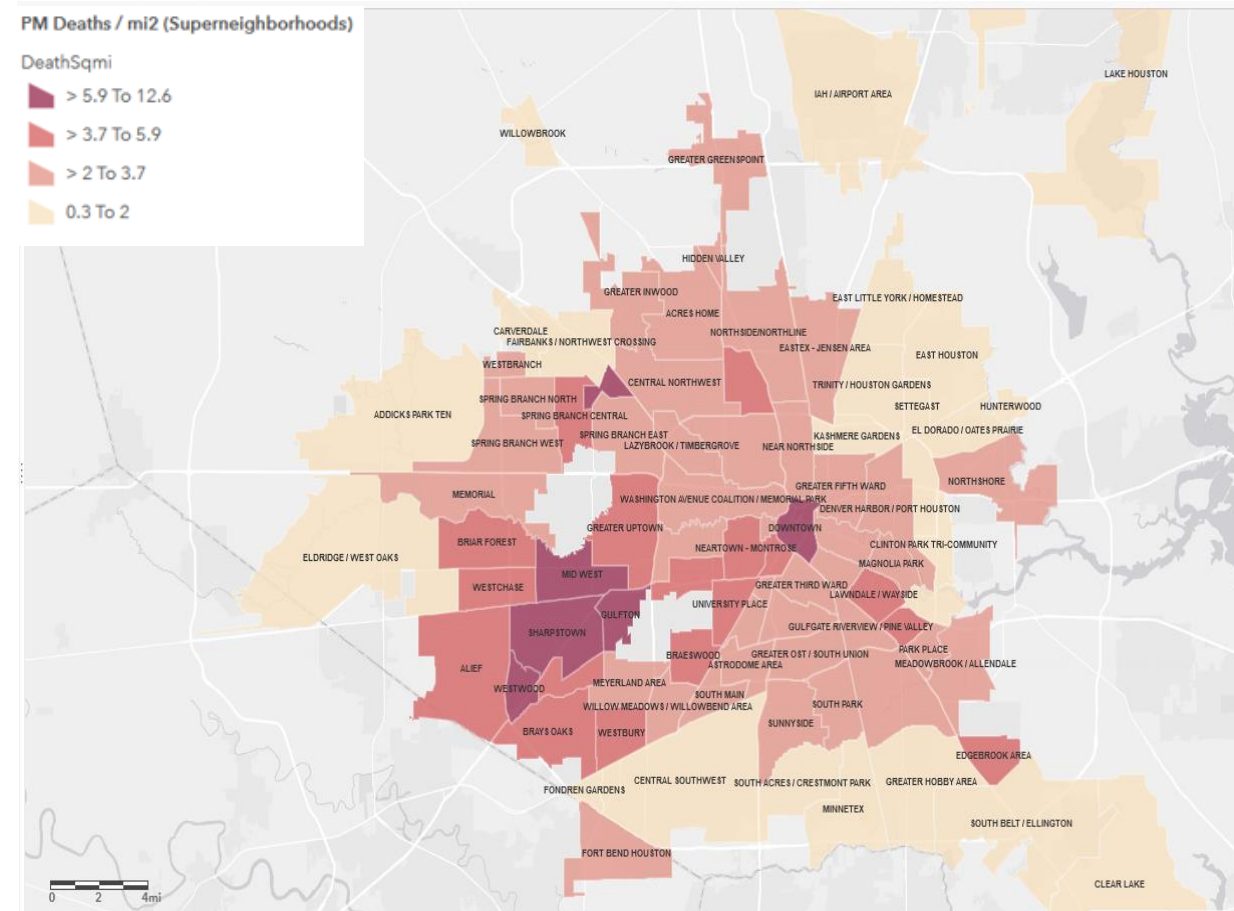 PM Deaths / mi2 (Superneighborhoods)
DeathSqmi
> 5.9 To 12.6
> 3.7 To 5.9
> 2 To 3.7
0.3 To 2
LAKE HOUSTON
IAH / AIRPORT AREA
WILLOWBROOK
GREATER GREENSPOINT
HIDDEN VALLEY
GREATER INWOOD
EAST LITTLE YORK / HOMESTEAD
ACRES HOME
CARVERDALE
NORTHSIDE/NORTHLINE
FAIRBANKS / NORTHWEST CROSSING
EASTEX - JENSEN AREA
EAST HOUSTON
WESTBRANCH
CENTRAL NORTHWEST
TRINITY / HOUSTON GARDENS
SPRING BRANCH NORTH
SETTEGAST
HUNTERWOOD
ADDICKS PARK TEN
SPRING BRANCH CENTRAL
EL DORADO / OATES PRAIRIE
SPRING BRANCH EAST
KASHMERE GARDENS
SPRING BRANCH WEST
LAZYBROOK / TIMBERGROVE
NEAR NORTHSIDE
NORTHSHORE
GREATER FIFTH WARD
MEMORIAL
WASHINGTON AVENUE COALITION / MEMORIAL PARK
DENVER HARBOR / PORT HOUSTON
GREATER UPTOWN
DOWNTOWN
BRIAR FOREST
CLINTON PARK TRI-COMMUNITY
NEARTOWN - MONTROSE
ELDRIDGE / WEST OAKS
MAGNOLIA PARK
MID WEST
GREATER THIRD WARD
WESTCHASE
LAWNDALE / WAYSIDE
UNIVERSITY PLACE
GULFTON
GULFGATE RIVERVIEW / PINE VALLEY
SHARPSTOWN
PARK PLACE
BRAESWOOD
GREATER OST / SOUTH UNION
ASTRODOME AREA
MEADOWBROOK / ALLENDALE
ALIEF
MEYERLAND AREA
WESTWOOD
SOUTH MAIN
WILLOW MEADOWS / WILLOWBEND AREA
SOUTH PARK
SUNNYSIDE
BRAYS OAKS
WESTBURY
EDGEBROOK AREA
CENTRAL SOUTHWEST
SOUTH ACRES / CRESTMONT PARK
GREATER HOBBY AREA
FONDREN GARDENS
MINNETEX
SOUTH BELT / ELLINGTON
FORT BEND HOUSTON
CLEAR LAKE
0 2 4mi